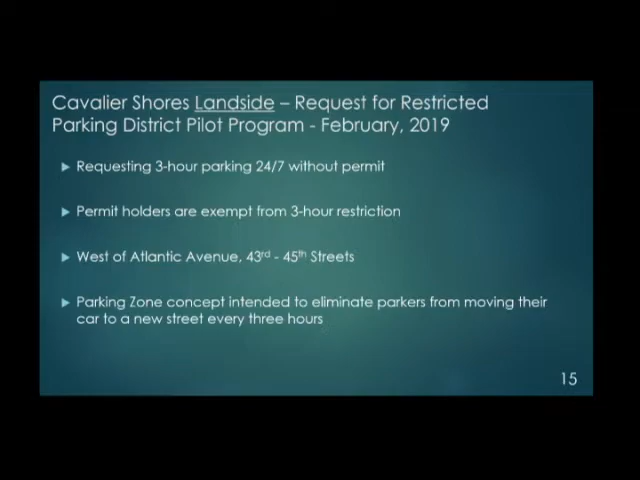 Cavalier Shores Landside – Request for Restricted
Parking District Pilot Program - February, 2019
Requesting 3-hour parking 24/7 without permit
Permit holders are exempt from 3-hour restriction
West of Atlantic Avenue, 43rd - 45th Streets
Parking Zone concept intended to eliminate parkers from moving their
car to a new street every three hours
15